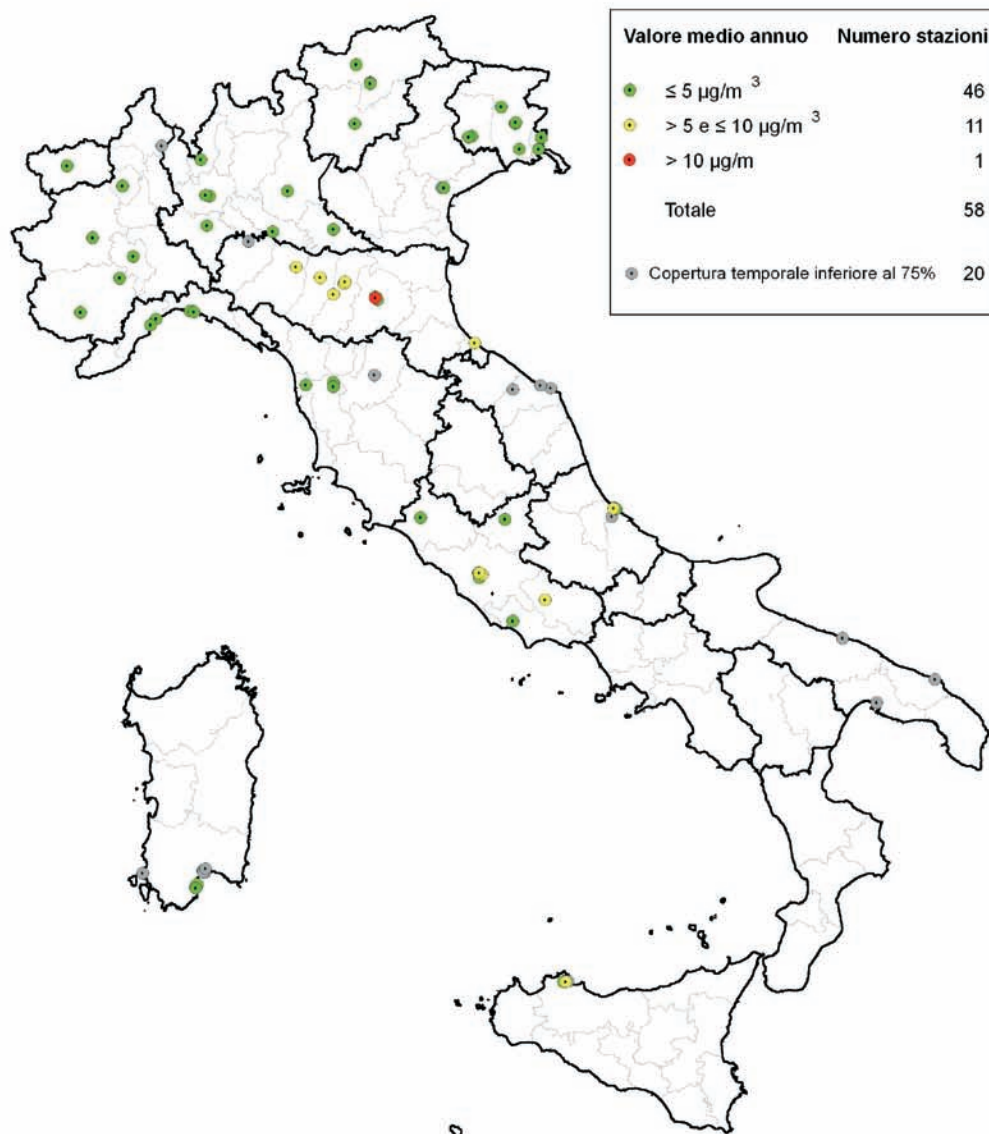 Valore medio annuo Numero stazioni
≤ 5 µg/m ³ 46
> 5 e ≤ 10 µg/m ³ 11
> 10 µg/m 1
Totale 58
Copertura temporale inferiore al 75% 20